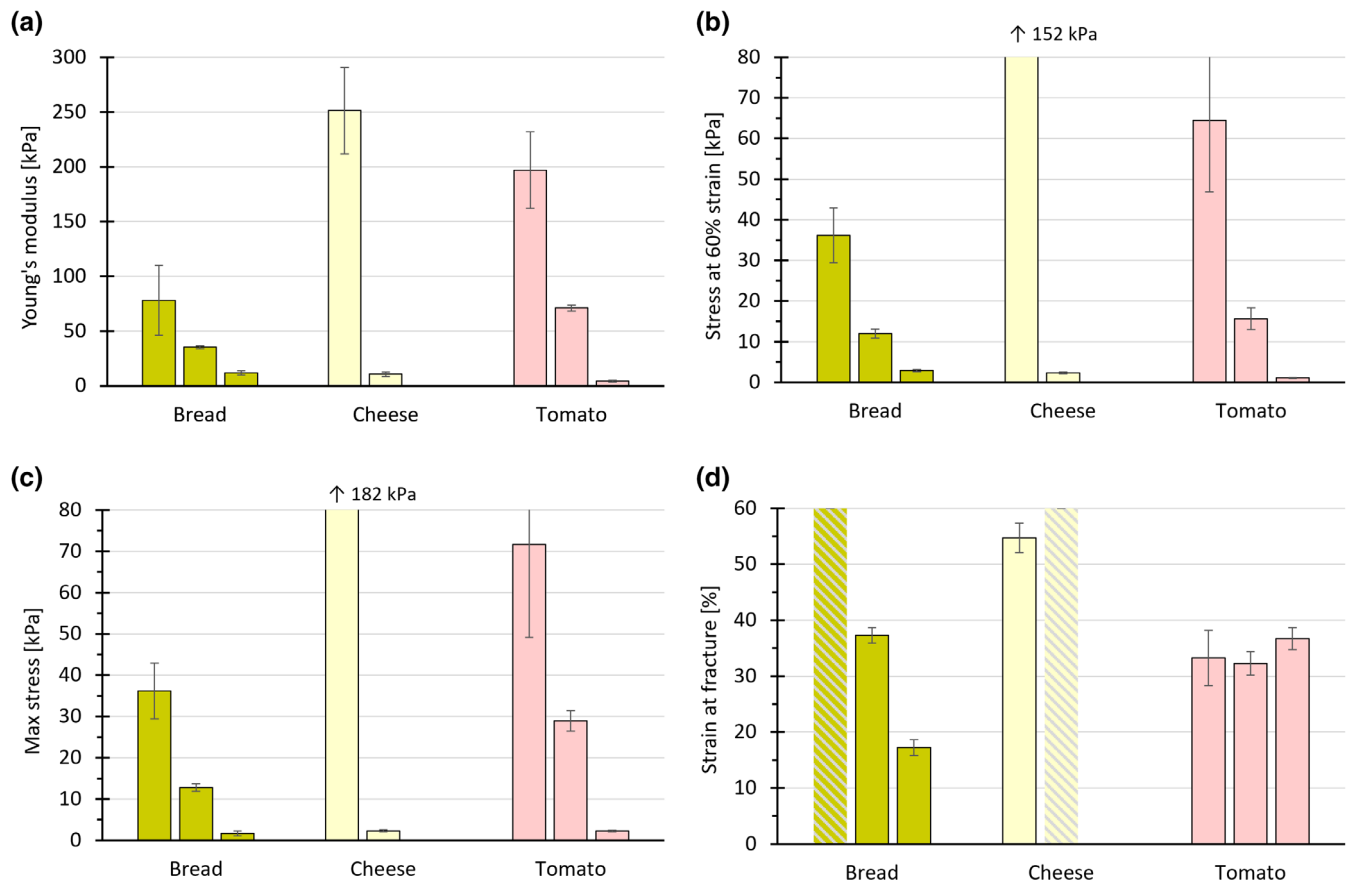 (a)
300
250
200
150
100
50
0
Young's modulus [kPa]
Bread Cheese Tomato
(b)
↑ 152 kPa
80
70
60
50
40
30
20
10
0
Stress at 60% strain [kPa]
Bread Cheese Tomato
(c)
↑ 182 kPa
80
70
60
50
40
30
20
10
0
Max stress [kPa]
Bread Cheese Tomato
(d)
60
50
40
30
20
10
0
Strain at fracture [%]
Bread Cheese Tomato